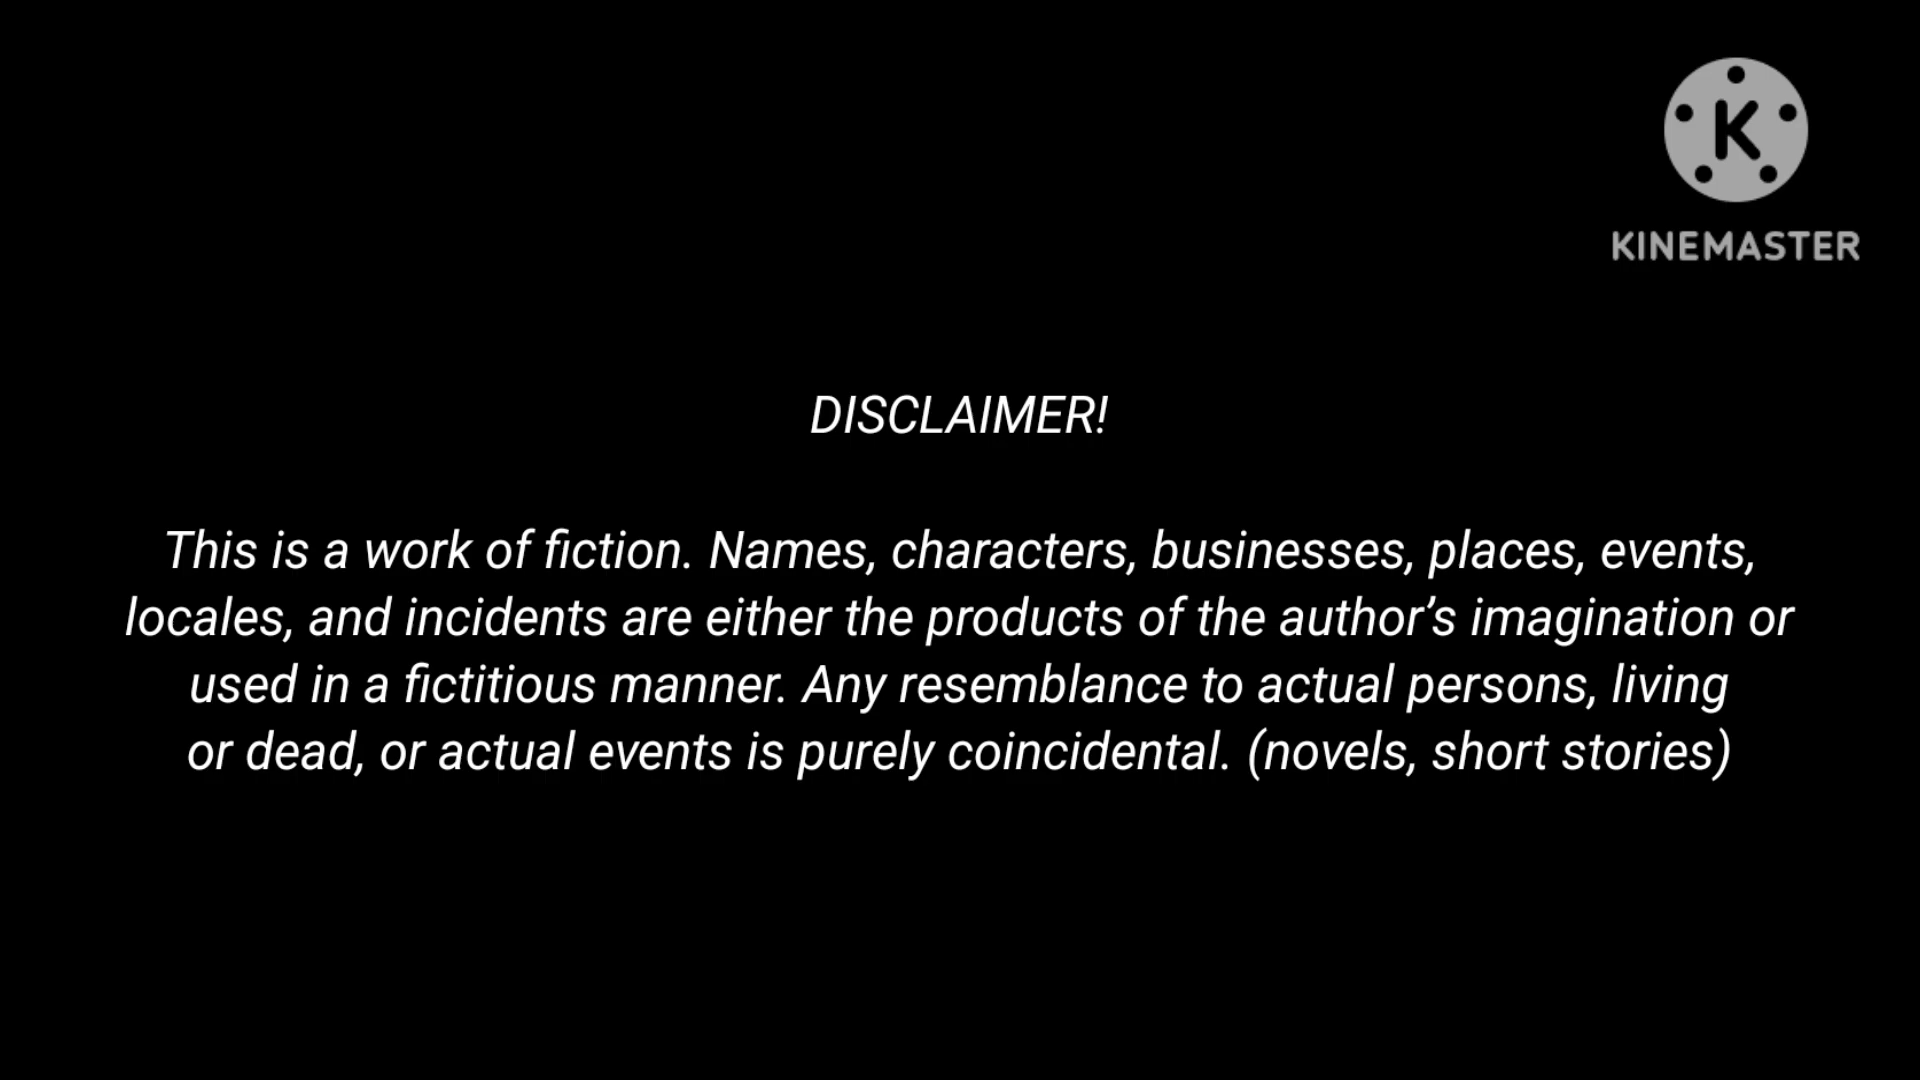 K
KINEMASTER
DISCLAIMER!
This is a work of fiction. Names, characters, businesses, places, events,
locales, and incidents are either the products of the author’s imagination or
used in a fictitious manner. Any resemblance to actual persons, living
or dead, or actual events is purely coincidental. (novels, short stories)